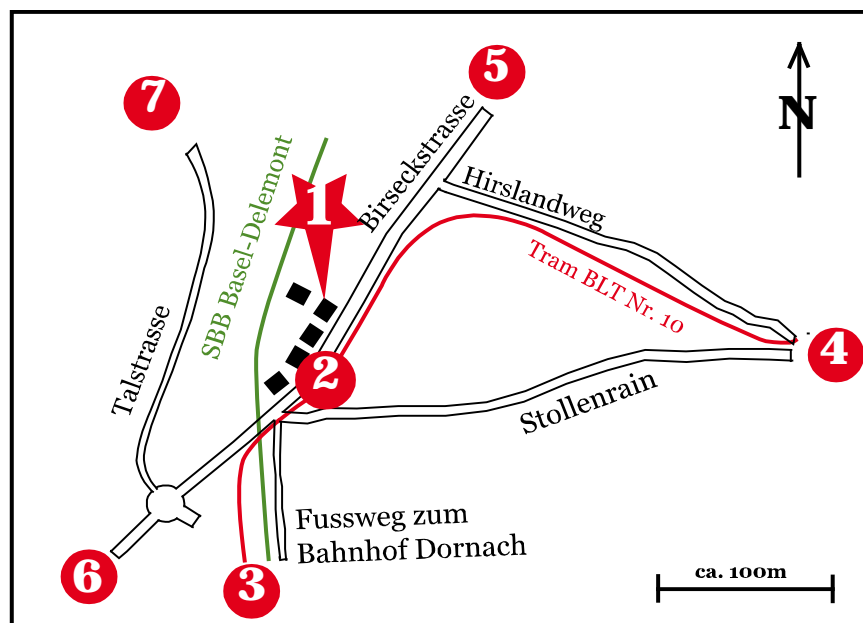 5
7
N
SBB Basel-Delemont
Birseckstrasse
Hirslandweg
1
Tram BLT Nr. 10
Talstrasse
2
4
Stollenrain
Fussweg zum
Bahnhof Dornach
6
3
ca. 100m